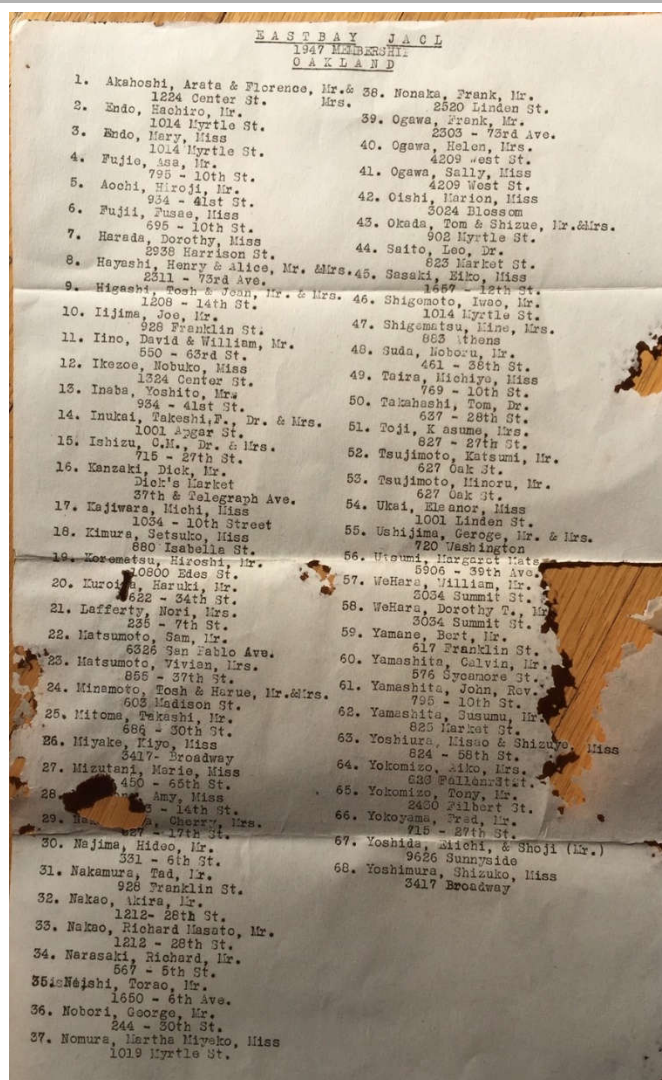 EASTBAY JACL
1947 MEMBERSHIP
OAKLAND
1. Akahoshi, Arata & Florence, Mr.& Mrs.
1224 Center St.
2. Endo, Hachiro, Mr.
1014 Myrtle St.
3. Endo, Mary, Miss
1014 Myrtle St.
4. Fujie, Asa, Mr.
795 - 10th St.
5. Aochi, Hiroji, Mr.
934 - 41st St.
6. Fujii, Fusae, Miss
695 - 10th St.
7. Harada, Dorothy, Miss
2938 Harrison St.
8. Hayashi, Henry & Alice, Mr. &Mrs.
2311 - 73rd Ave.
9. Higashi, Tosh & Jean, Mr. & Mrs.
1208 - 14th St.
10. Iijima, Joe, Mr.
928 Franklin St.
11. Iino, David & William, Mr.
550 - 63rd St.
12. Ikezoe, Nobuko, Miss
1324 Center St.
13. Inaba, Yoshito, Mr.
934 - 41st St.
14. Inukai, Takeshi,F., Dr. & Mrs.
1001 Apgar St.
15. Ishizu, C.M., Dr. & Mrs.
715 - 27th St.
16. Kanzaki, Dick, Mr.
Dick's Market
37th & Telegraph Ave.
17. Kajiwara, Michi, Miss
1034 - 10th Street
18. Kimura, Setsuko, Miss
880 Isabella St.
19. Korematsu, Hiroshi, Mr.
10800 Edes St.
20. Haruki, Mr.
622 - 34th St.
21. Lafferty, Nori, Mrs.
235 - 7th St.
22. Matsumoto, Sam, Mr.
6326 San Pablo Ave.
23. Matsumoto, Vivian, Mrs.
855 - 37th St.
24. Minamoto, Tosh & Harue, Mr.&Mrs.
603 Madison St.
25. Mitoma, Takashi, Mr.
686 - 30th St.
26. Miyake, Kiyo, Miss
3417- Broadway
27. Mizutani, Marie, Miss
450 - 65th St.
28. Amy, Miss
- 14th St.
29. Cherry, Mrs.
827 - 17th St.
30. Najima, Hideo, Mr.
331 - 6th St.
31. Nakamura, Tad, Mr.
928 Franklin St.
32. Nakao, Akira, Mr.
1212- 28th St.
33. Nakao, Richard Masato, Mr.
1212 - 28th St.
34. Narasaki, Richard, Mr.
567 - 5th St.
35. Neishi, Torao, Mr.
1650 - 6th Ave.
36. Nobori, George, Mr.
244 - 30th St.
37. Nomura, Martha Miyeko, Miss
1019 Myrtle St.
38. Nonaka, Frank, Mr.
2520 Linden St.
39. Ogawa, Frank, Mr.
2303 - 73rd Ave.
40. Ogawa, Helen, Mrs.
4209 West St.
41. Ogawa, Sally, Miss
4209 West St.
42. Oishi, Marion, Miss
3024 Blossom
43. Okada, Tom & Shizue, Mr.&Mrs.
902 Myrtle St.
44. Saito, Leo, Dr.
823 Market St.
45. Sasaki, Eiko, Miss
1657 - 12th St.
46. Shigemoto, Iwao, Mr.
1014 Myrtle St.
47. Shigematsu, Mine, Mrs.
883 Athens
48. Suda, Noboru, Mr.
461 - 38th St.
49. Taira, Michiye, Miss
769 - 10th St.
50. Takahashi, Tom, Dr.
637 - 28th St.
51. Toji, K asume, Mrs.
827 - 27th St.
52. Tsujimoto, Katsumi, Mr.
627 Oak St.
53. Tsujimoto, Minoru, Mr.
627 Oak St.
54. Ukai, Eleanor, Miss
1001 Linden St.
55. Ushijima, Geroge, Mr. & Mrs.
720 Washington
56. Utsumi, Margaret
5906 - 39th Ave.
57. WeHara, William, Mr.
3034 Summit St.
58. WeHara, Dorothy T.,
3034 Summit St.
59. Yamane, Bert, Mr.
617 Franklin St.
60. Yamashita, Calvin, Mr.
576 Sycamore St.
61. Yamashita, John, Rev.
795 - 10th St.
62. Yamashita, Susumu, Mr.
825 Market St.
63. Yoshiura, Misao & Shizuye, Miss
824 - 58th St.
64. Yokomizo, Aiko, Mrs.
65. Yokomizo, Tony, Mr.
2430 Filbert St.
66. Yokoyama, Fred, Mr.
715 - 27th St.
67. Yoshida, Eiichi, & Shoji (Mr.)
9626 Sunnyside
68. Yoshimura, Shizuko, Miss
3417 Broadway